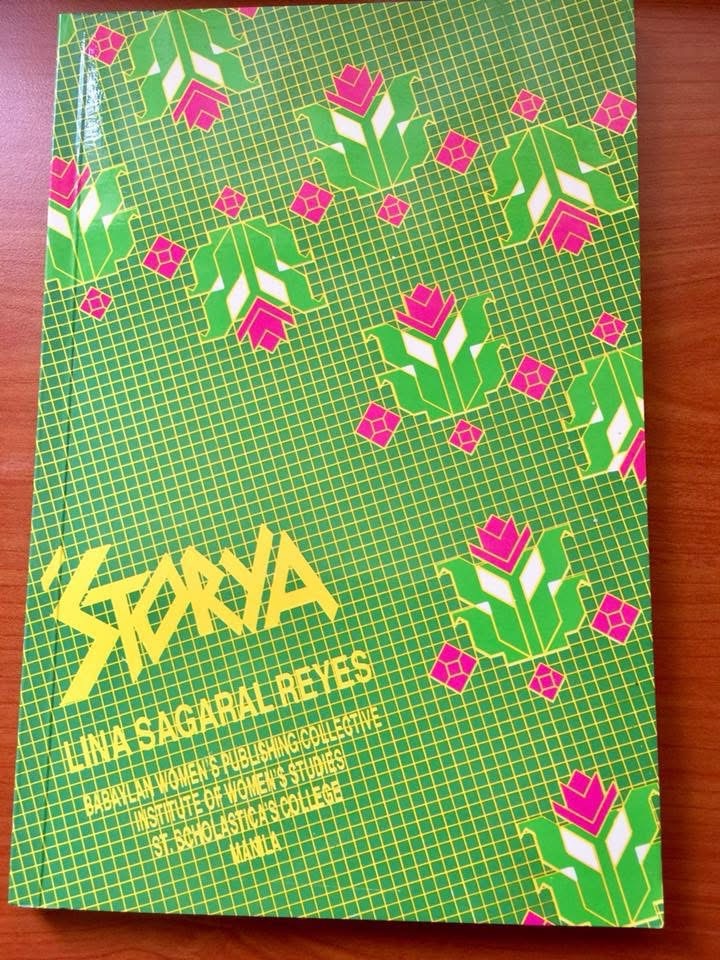 'STORYA
LINA SAGARAL REYES
BABAYLAN WOMEN'S PUBLISHING COLLECTIVE
INSTITUTE OF WOMEN'S STUDIES
ST. SCHOLASTICA'S COLLEGE
MANILA